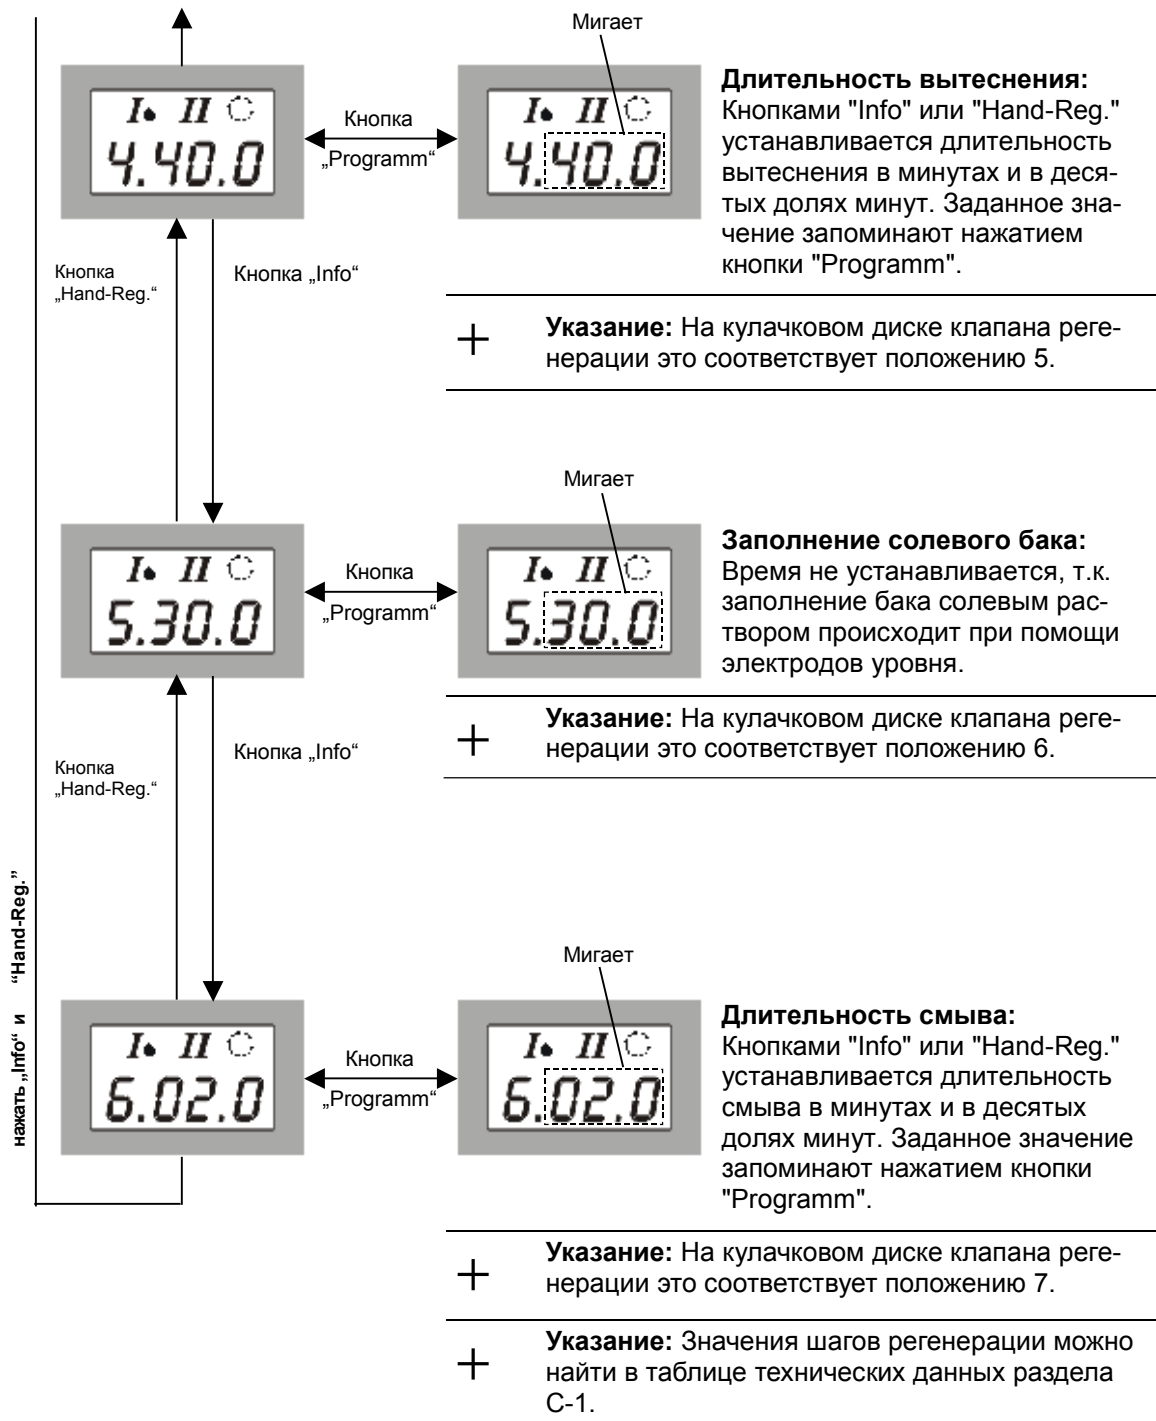 Мигает
I II
4.40.0
Кнопка
„Programm“
I II
4.40.0
Длительность вытеснения:
Кнопками "Info" или "Hand-Reg."
устанавливается длительность
вытеснения в минутах и в деся-
тых долях минут. Заданное зна-
чение запоминают нажатием
кнопки "Programm".
Кнопка
„Hand-Reg.“
Кнопка „Info“
Указание: На кулачковом диске клапана реге-
нерации это соответствует положению 5.
Мигает
I II
5.30.0
Кнопка
„Programm“
I II
5.30.0
Заполнение солевого бака:
Время не устанавливается, т.к.
заполнение бака солевым рас-
твором происходит при помощи
электродов уровня.
Кнопка
„Hand-Reg.“
Кнопка „Info“
Указание: На кулачковом диске клапана реге-
нерации это соответствует положению 6.
нажать „Info“ и “Hand-Reg.”
Мигает
I II
6.02.0
Кнопка
„Programm“
I II
6.02.0
Длительность смыва:
Кнопками "Info" или "Hand-Reg."
устанавливается длительность
смыва в минутах и в десятых
долях минут. Заданное значение
запоминают нажатием кнопки
"Programm".
Указание: На кулачковом диске клапана реге-
нерации это соответствует положению 7.
Указание: Значения шагов регенерации можно
найти в таблице технических данных раздела
С-1.